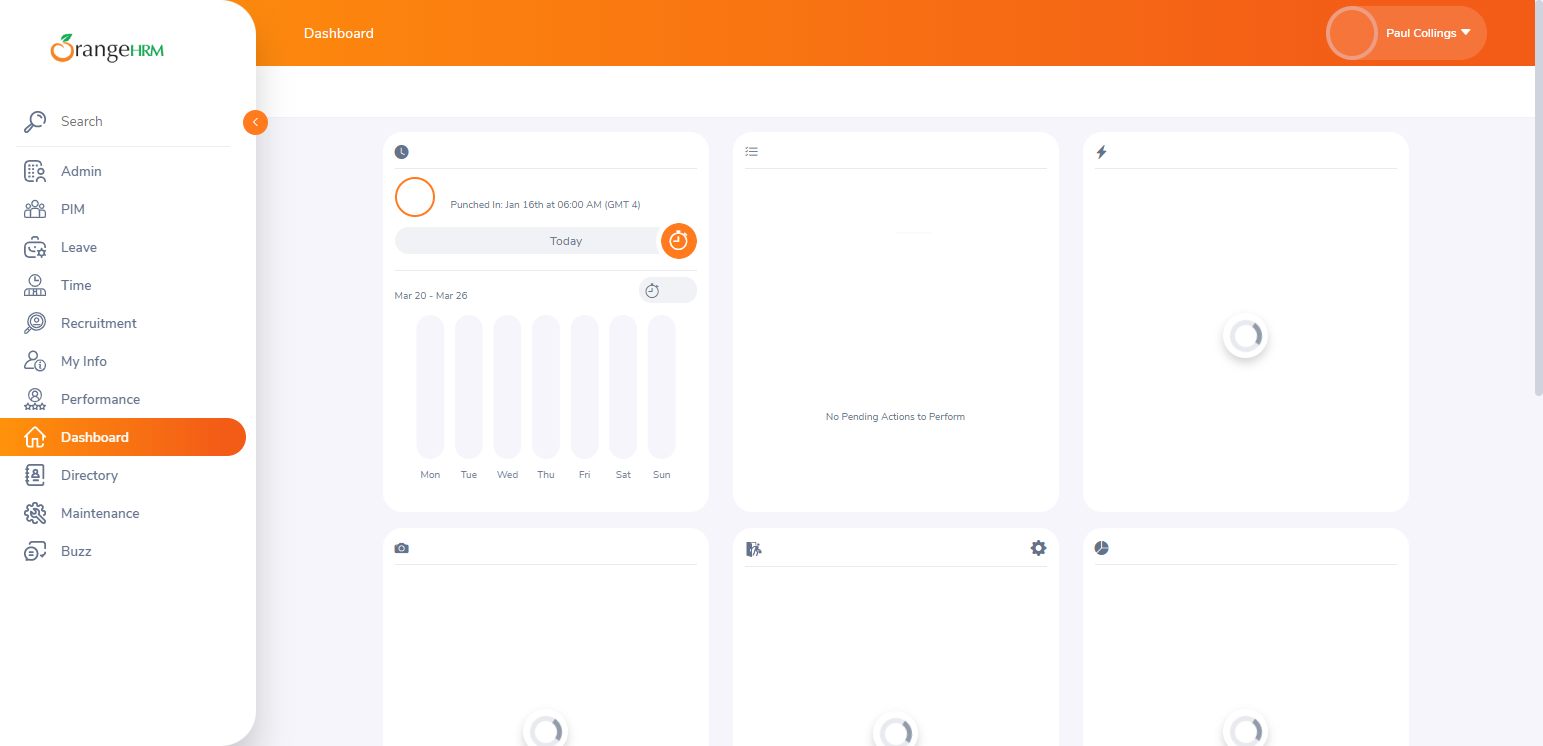 OrangeHRM
Dashboard
Paul Collings
Search
Admin
PIM
Leave
Time
Recruitment
My Info
Performance
Dashboard
Directory
Maintenance
Buzz
Punched In: Jan 16th at 06:00 AM (GMT 4)
Today
Mar 20 - Mar 26
Mon Tue Wed Thu Fri Sat Sun
No Pending Actions to Perform